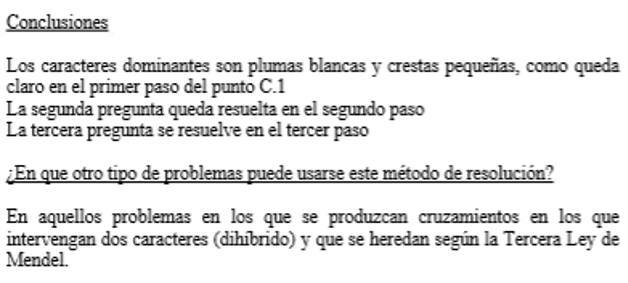 Conclusiones
Los caracteres dominantes son plumas blancas y crestas pequeñas, como queda
claro en el primer paso del punto C.1
La segunda pregunta queda resuelta en el segundo paso
La tercera pregunta se resuelve en el tercer paso
¿En que otro tipo de problemas puede usarse este método de resolución?
En aquellos problemas en los que se produzcan cruzamientos en los que
intervengan dos caracteres (dihíbrido) y que se heredan según la Tercera Ley de
Mendel.